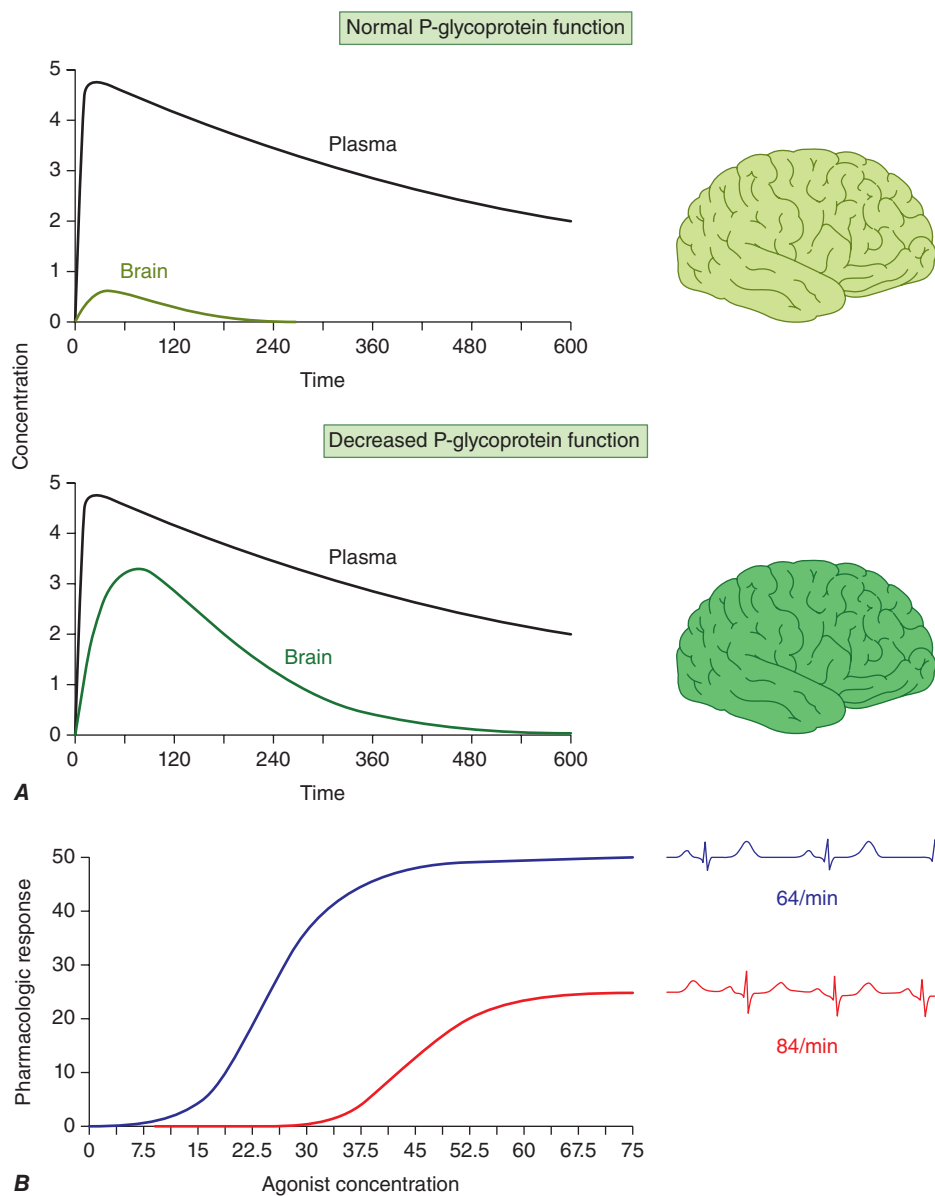 Normal P-glycoprotein function
5
4
3
2
1
0
Plasma
Brain
0 120 240 360 480 600
Time
Concentration
Decreased P-glycoprotein function
5
4
3
2
1
0
Plasma
Brain
0 120 240 360 480 600
A Time
50
40
30
20
10
0
Pharmacologic response
64/min
84/min
0 7.5 15 22.5 30 37.5 45 52.5 60 67.5 75
B Agonist concentration